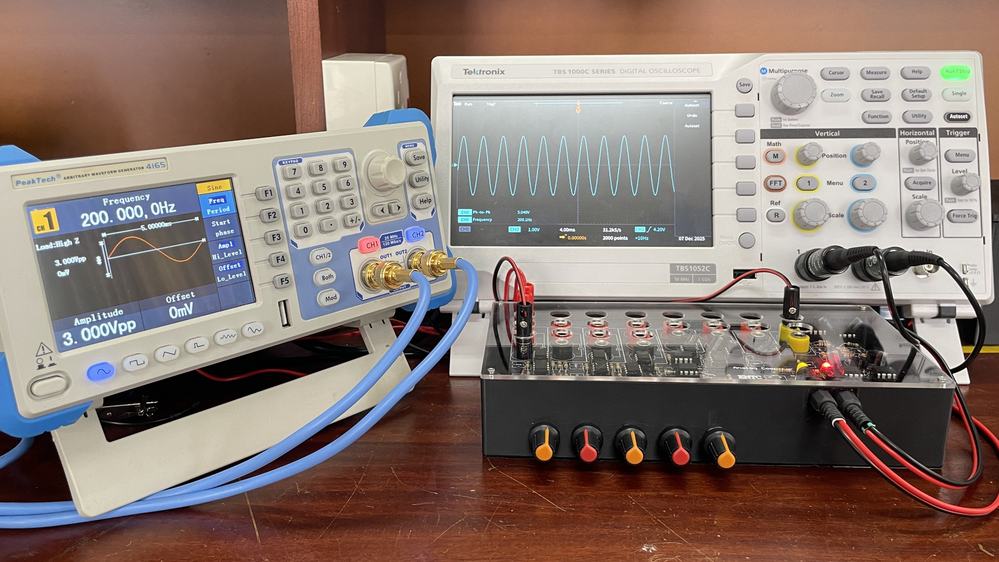 PeakTech® ARBITRARY WAVEFORM GENERATOR 4165
CH 1
Frequency
200.000,0Hz
5.00000ms
Load:High Z
3.000Vpp
0mV
Amplitude
3.000Vpp
Offset
0mV
Sine
Freq
Period
Start
phase
Ampl
Hi_Level
Offset
Lo_Level
F1
F2
F3
F4
F5
KEYPAD
7 8 9
4 5 6
1 2 3
0 . +/-
MENU
Save
Utility
Help
CH1/2
Both
Mod
CH1
25 MHz
120 MSa/s
CH2
OUT1 OUT2
OUTPUT
Tektronix
TBS 1000C SERIES DIGITAL OSCILLOSCOPE
Tek Run Trig?
Coarse
Autoset
Undo
Autoset
CH2 Pk-to-Pk 5.040V
CH2 Frequency 200.1Hz
CH1
CH2 1.00V
4.00ms
0.00000s
31.2kS/s
2000 points
CH2 4.20V
<10Hz
07 Dec 2025
Save
Menu
On/Off
TBS1052C
50 MHz 1 GS/s
M Multipurpose
Push to Select
Hold for Fine/Coarse
Cursor
Measure
Help
Run / Stop
Zoom
Save
Recall
Default
Setup
Single
Function
Utility
Autoset
Vertical
Horizontal
Trigger
Math
M
Position
FFT
1
Menu
2
Ref
R
Scale
Position
Push to Set Zero
Acquire
Scale
Menu
Level
Push Set to 50%
Force Trig
1
ENTC